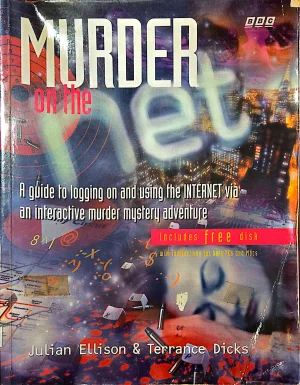 BBC
MURDER
on the
net
A guide to logging on and using the INTERNET via
an interactive murder mystery adventure
Includes free disk
Julian Ellison & Terrance Dicks